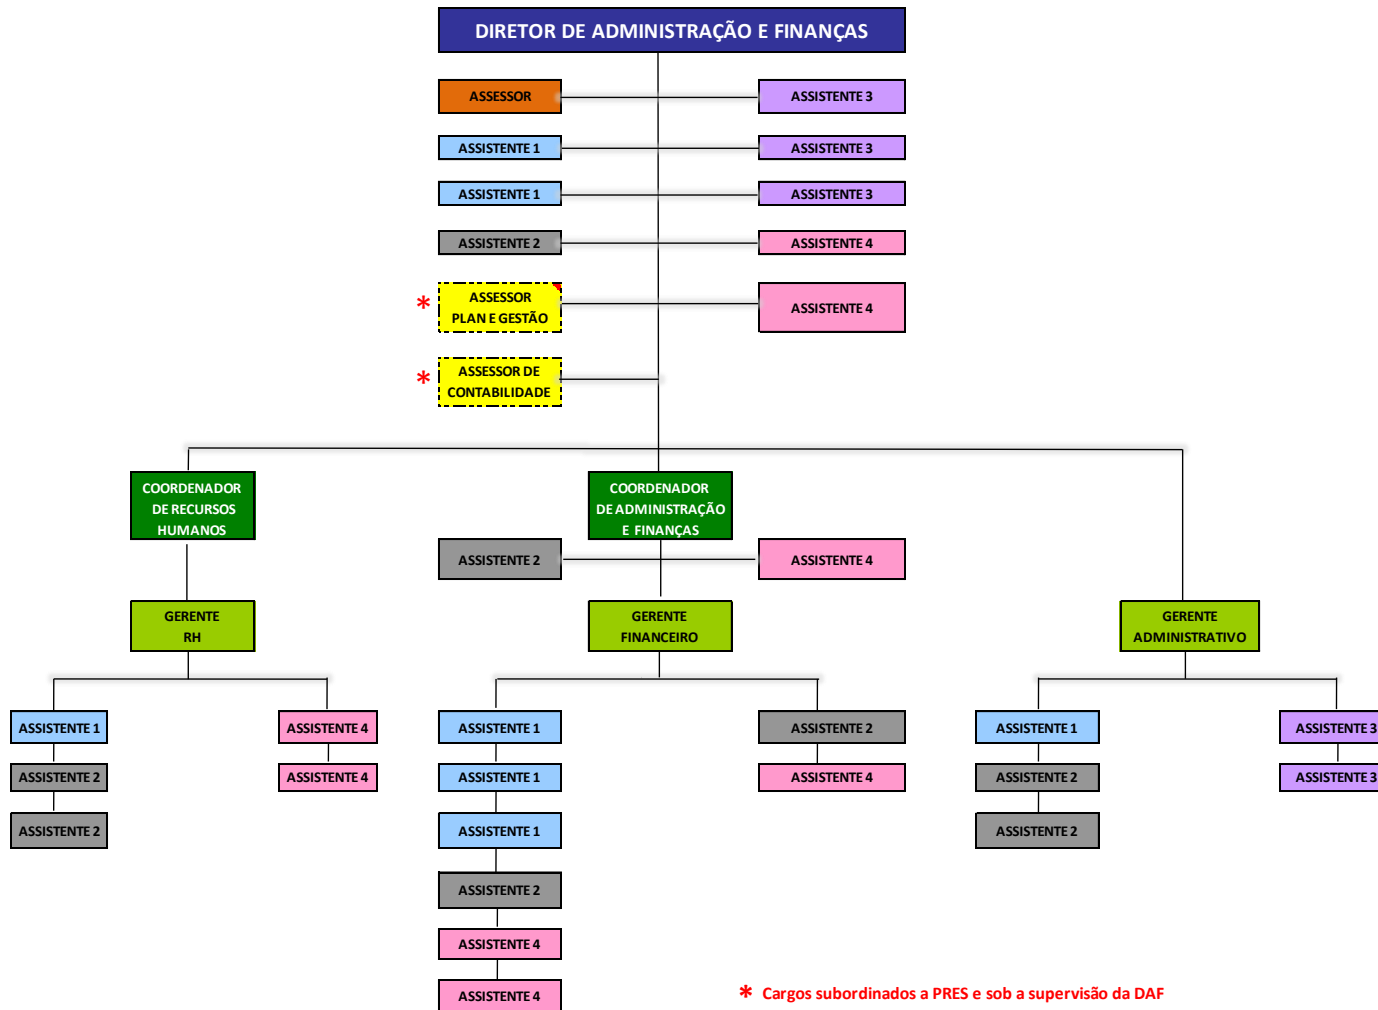 DIRETOR DE ADMINISTRAÇÃO E FINANÇAS
ASSESSOR
ASSISTENTE 3
ASSISTENTE 1
ASSISTENTE 3
ASSISTENTE 1
ASSISTENTE 3
ASSISTENTE 2
ASSISTENTE 4
*
ASSESSOR
PLAN E GESTÃO
ASSISTENTE 4
*
ASSESSOR DE
CONTABILIDADE
COORDENADOR
DE RECURSOS
HUMANOS
COORDENADOR
DE ADMINISTRAÇÃO
E FINANÇAS
ASSISTENTE 2
ASSISTENTE 4
GERENTE
RH
GERENTE
FINANCEIRO
GERENTE
ADMINISTRATIVO
ASSISTENTE 1
ASSISTENTE 4
ASSISTENTE 1
ASSISTENTE 2
ASSISTENTE 1
ASSISTENTE 3
ASSISTENTE 2
ASSISTENTE 4
ASSISTENTE 1
ASSISTENTE 4
ASSISTENTE 2
ASSISTENTE 3
ASSISTENTE 2
ASSISTENTE 1
ASSISTENTE 2
ASSISTENTE 2
ASSISTENTE 4
ASSISTENTE 4
* Cargos subordinados a PRES e sob a supervisão da DAF